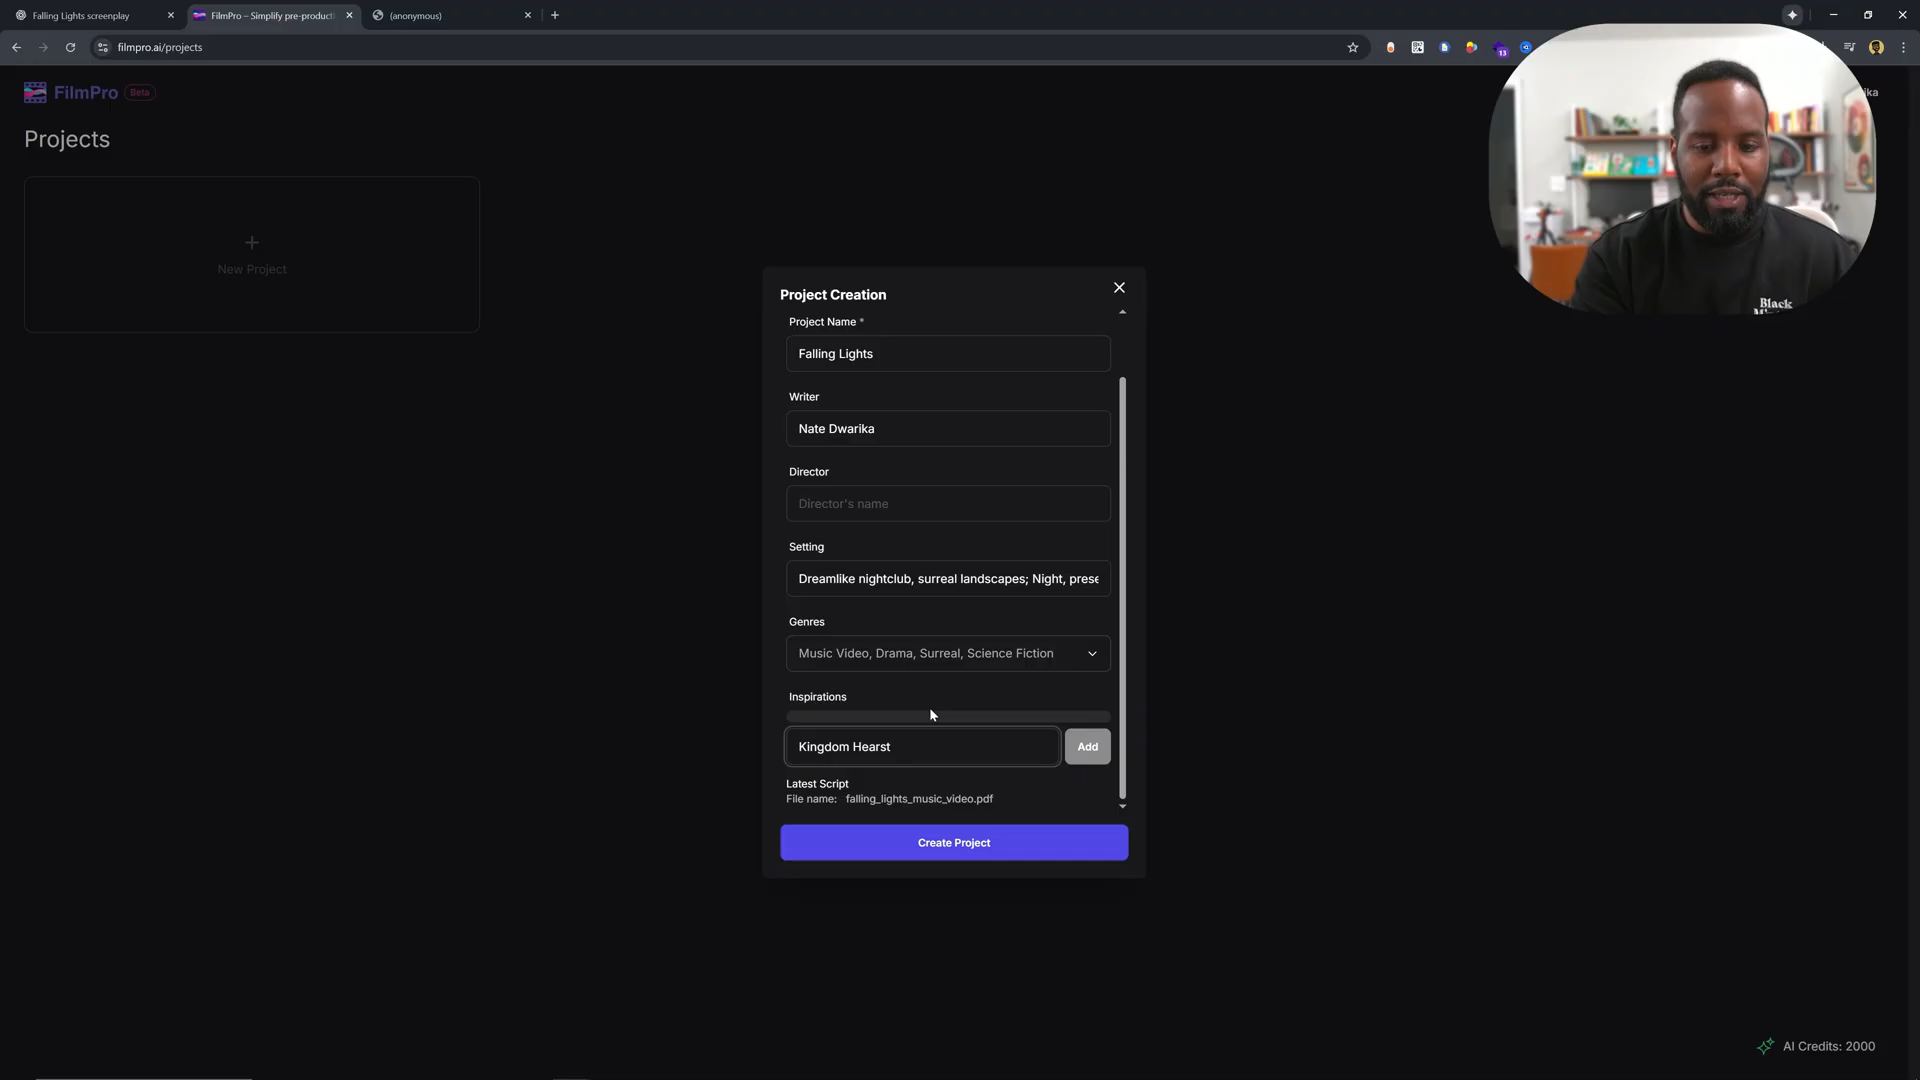 Falling Lights screenplay
FilmPro – Simplify pre-producti
(anonymous)
filmpro.ai/projects
13
FilmPro Beta
ika
Projects
New Project
Black
Project Creation
Project Name *
Falling Lights
Writer
Nate Dwarika
Director
Director's name
Setting
Dreamlike nightclub, surreal landscapes; Night, prese
Genres
Music Video, Drama, Surreal, Science Fiction
Inspirations
Kingdom Hearst
Add
Latest Script
File name: falling_lights_music_video.pdf
Create Project
AI Credits: 2000